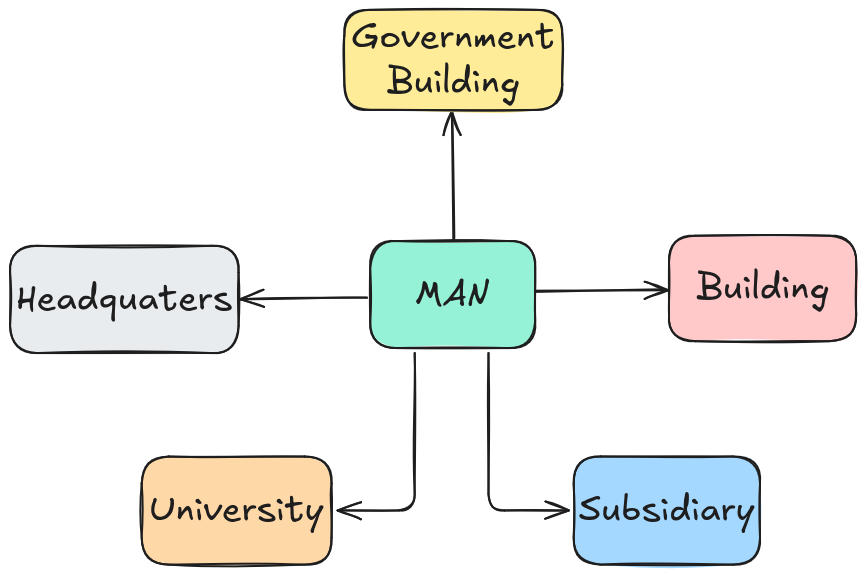 Government
Building
Headquaters
MAN
Building
University
Subsidiary